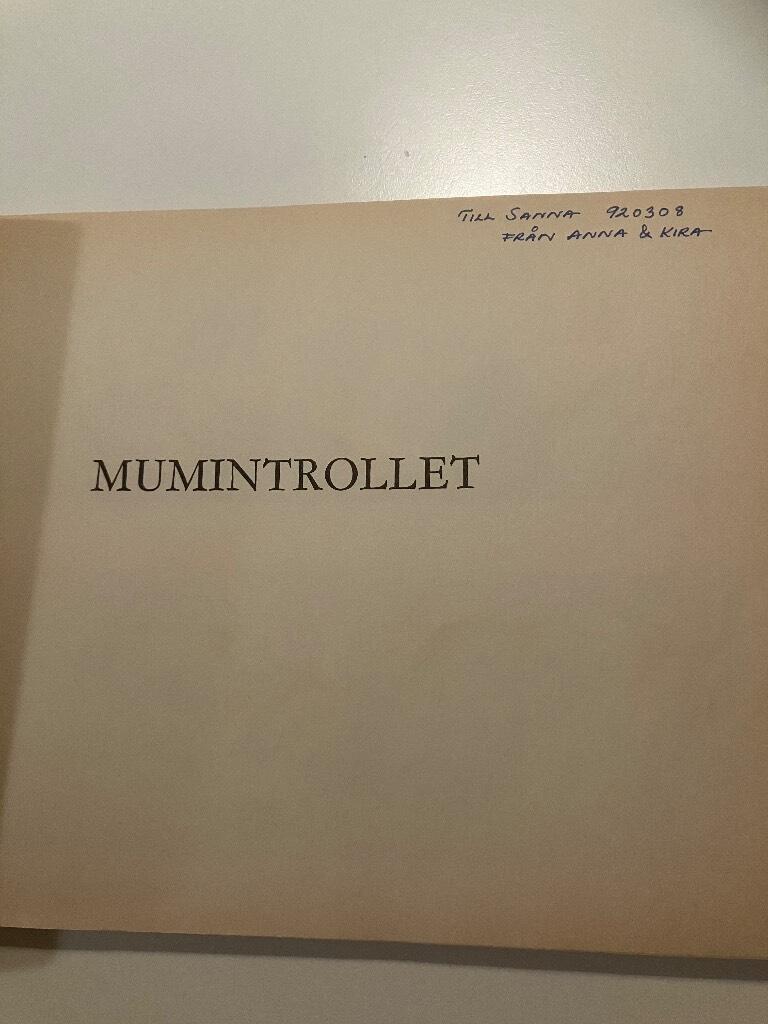 TILL SANNA 920308
FRÅN ANNA & KIRA
MUMINTROLLET